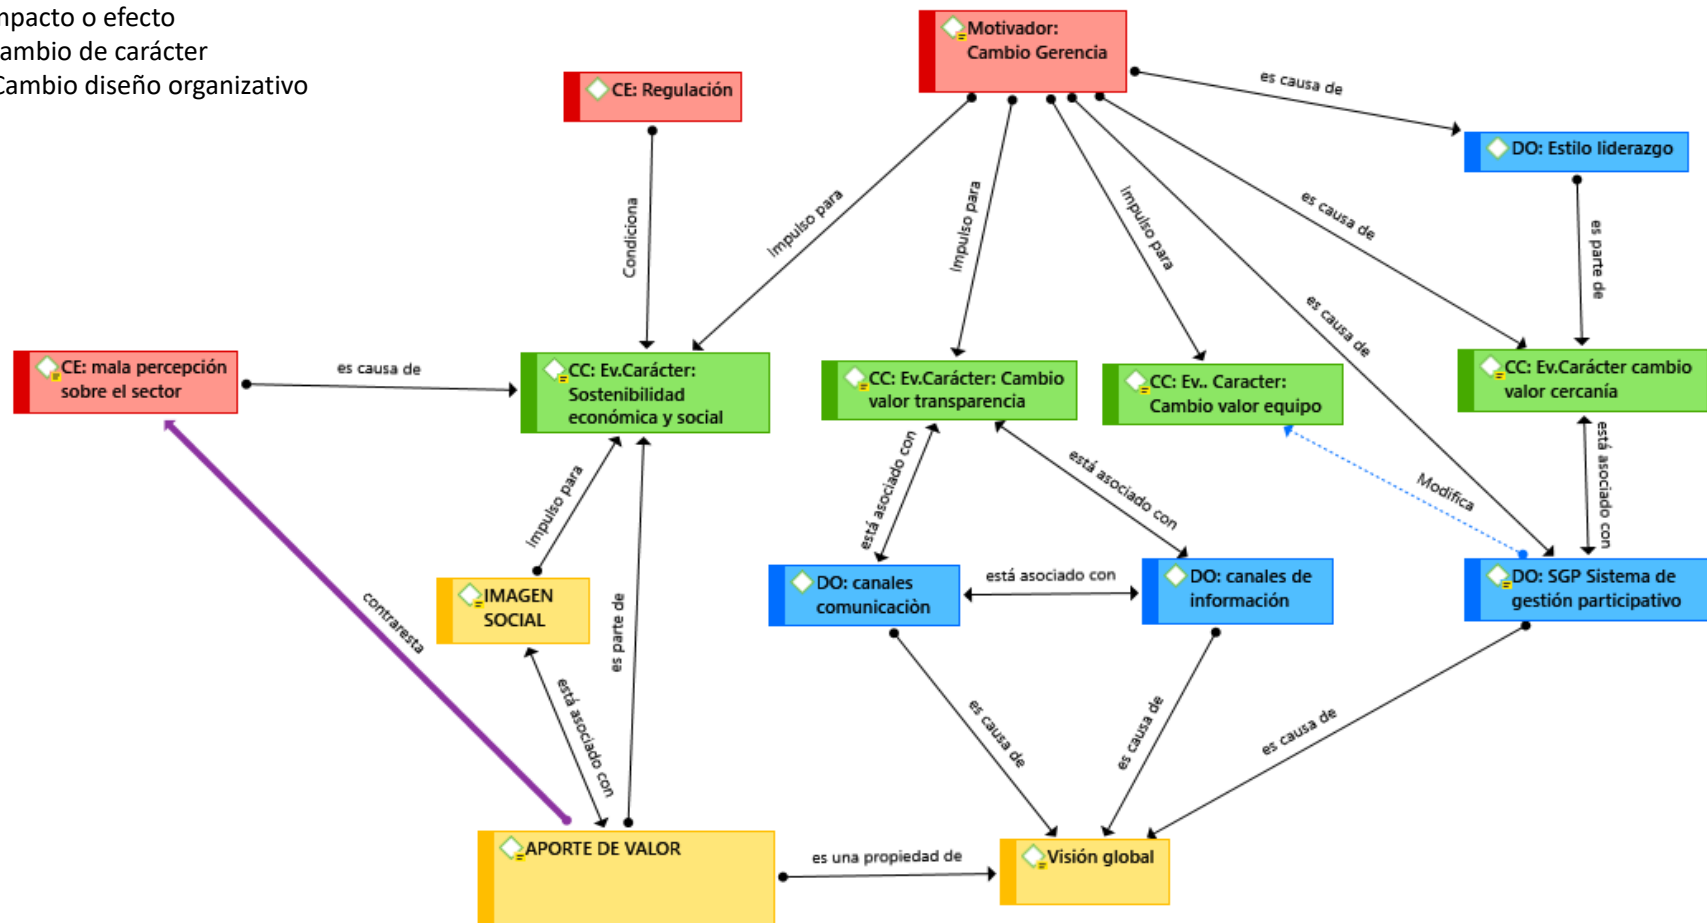 mpacto o efecto
ambio de carácter
Cambio diseño organizativo
Motivador:
Cambio Gerencia
CE: Regulación
es causa de
DO: Estilo liderazgo
Condiciona
Impulso para
Impulso para
Impulso para
es causa de
es causa de
es parte de
CE: mala percepción
sobre el sector
es causa de
CC: Ev.Carácter:
Sostenibilidad
económica y social
CC: Ev.Carácter: Cambio
valor transparencia
CC: Ev.. Caracter:
Cambio valor equipo
CC: Ev.Carácter cambio
valor cercanía
Impulso para
está asociado con
está asociado con
Modifica
está asociado con
contraresta
IMAGEN
SOCIAL
es parte de
DO: canales
comunicaciòn
está asociado con
DO: canales de
información
DO: SGP Sistema de
gestión participativo
está asociado con
es causa de
es causa de
es causa de
APORTE DE VALOR
es una propiedad de
Visión global